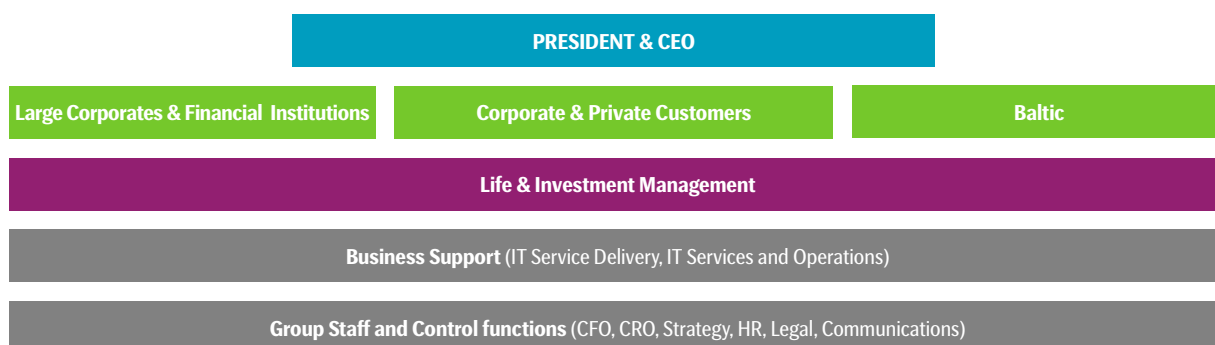 PRESIDENT & CEO
Large Corporates & Financial Institutions
Corporate & Private Customers
Baltic
Life & Investment Management
Business Support (IT Service Delivery, IT Services and Operations)
Group Staff and Control functions (CFO, CRO, Strategy, HR, Legal, Communications)